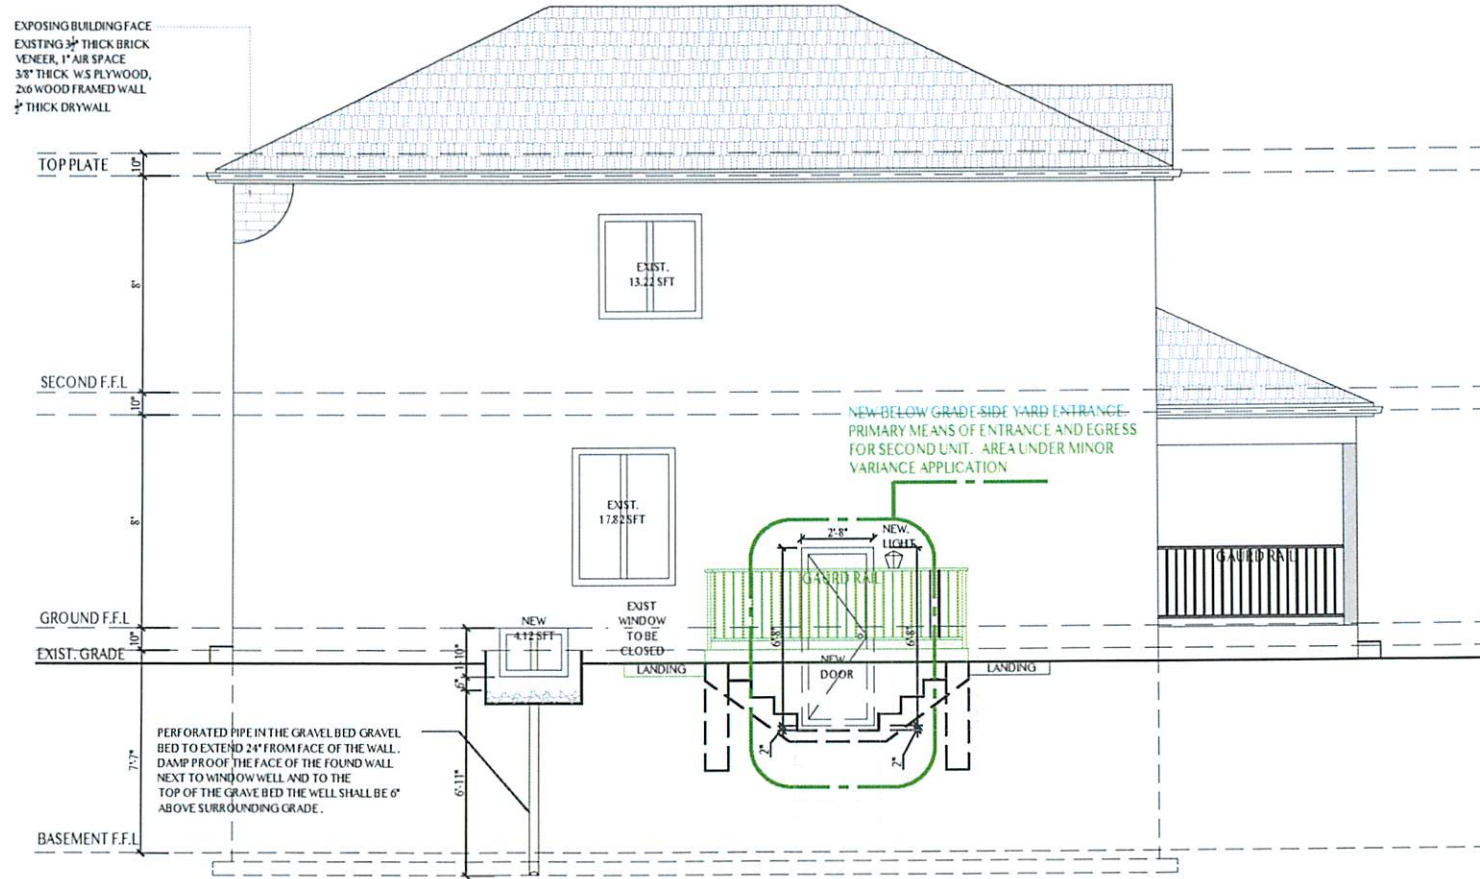 EXPOSING BUILDING FACE
EXISTING 3½" THICK BRICK
VENEER, 1" AIR SPACE
3/8" THICK W.S PLYWOOD,
2x6 WOOD FRAMED WALL
½" THICK DRYWALL
TOP PLATE
10"
8'
EXIST.
13.22 SFT
SECOND F.F.L
10"
NEW BELOW GRADE SIDE YARD ENTRANCE.
PRIMARY MEANS OF ENTRANCE AND EGRESS
FOR SECOND UNIT. AREA UNDER MINOR
VARIANCE APPLICATION
8'
EXIST.
17.82 SFT
2'-8"
NEW
LIGHT
GAURD RAIL
GAURD RAIL
6'-8"
6'-8"
GROUND F.F.L
10"
NEW
4.12 SFT
EXIST
WINDOW
TO BE
CLOSED
EXIST. GRADE
1'-10"
6"
LANDING
NEW
DOOR
LANDING
2"
2"
PERFORATED PIPE IN THE GRAVEL BED GRAVEL
BED TO EXTEND 24" FROM FACE OF THE WALL.
DAMP PROOF THE FACE OF THE FOUND WALL
NEXT TO WINDOW WELL AND TO THE
TOP OF THE GRAVE BED THE WELL SHALL BE 6"
ABOVE SURROUNDING GRADE.
7'-7"
6'-11"
BASEMENT F.F.L